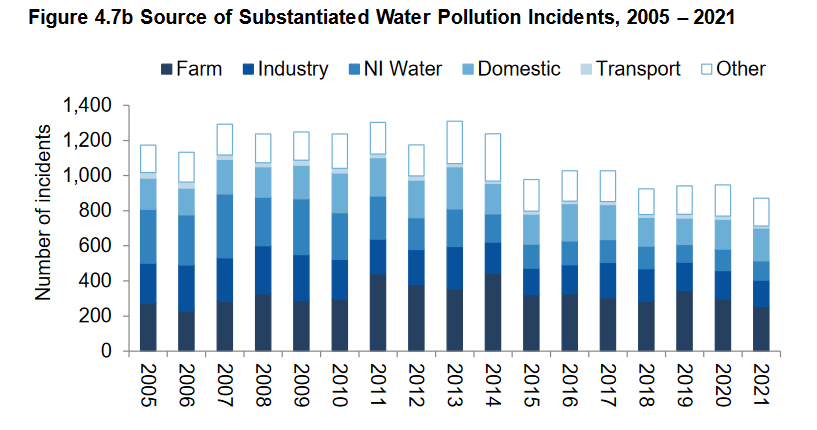 Figure 4.7b Source of Substantiated Water Pollution Incidents, 2005 – 2021
Farm Industry NI Water Domestic Transport Other
Number of incidents
1,400
1,200
1,000
800
600
400
200
0
2005 2006 2007 2008 2009 2010 2011 2012 2013 2014 2015 2016 2017 2018 2019 2020 2021